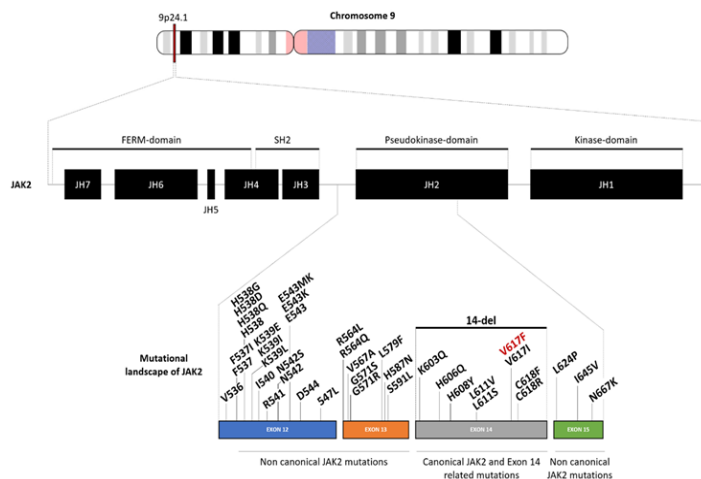 Chromosome 9
9p24.1
FERM-domain
SH2
Pseudokinase-domain
Kinase-domain
JAK2
JH7
JH6
JH5
JH4
JH3
JH2
JH1
Mutational
landscape of JAK2
V536
F537
F537I
H538
H538Q
H538D
H538G
K539L
K539I
K539E
I540
R541
N542
N542S
E543
E543K
E543MK
D544
547L
R564Q
R564L
V567A
G571R
G571S
L579F
H587N
S591L
14-del
K603Q
H606Q
H608Y
L611S
L611V
V617F
V617I
C618R
C618F
L624P
I645V
N667K
EXON 12
EXON 13
EXON 14
EXON 15
Non canonical JAK2 mutations
Canonical JAK2 and Exon 14
related mutations
Non canonical
JAK2 mutations